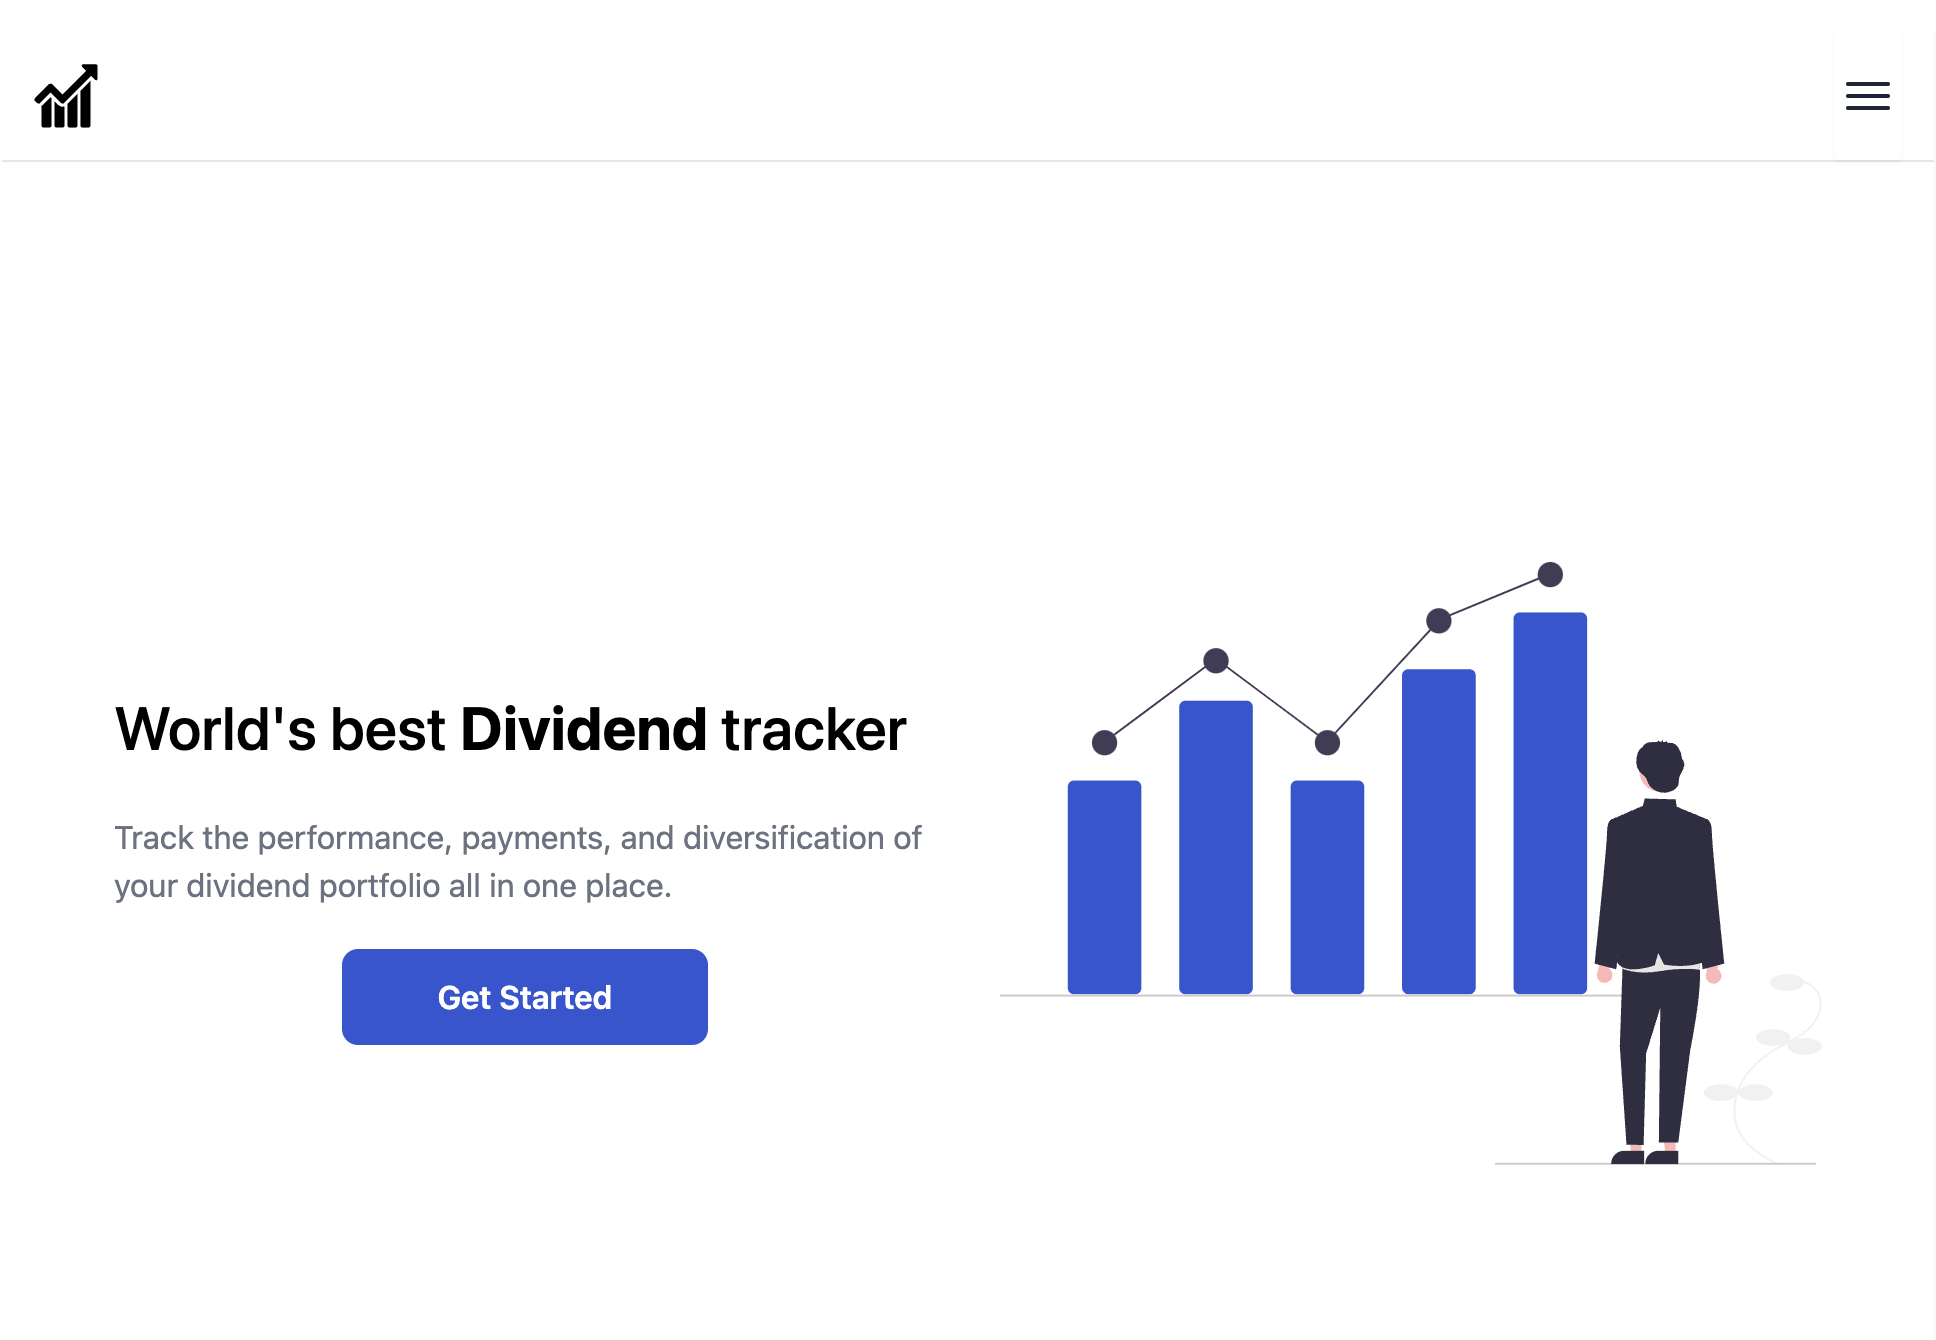 World's best Dividend tracker
Track the performance, payments, and diversification of
your dividend portfolio all in one place.
Get Started